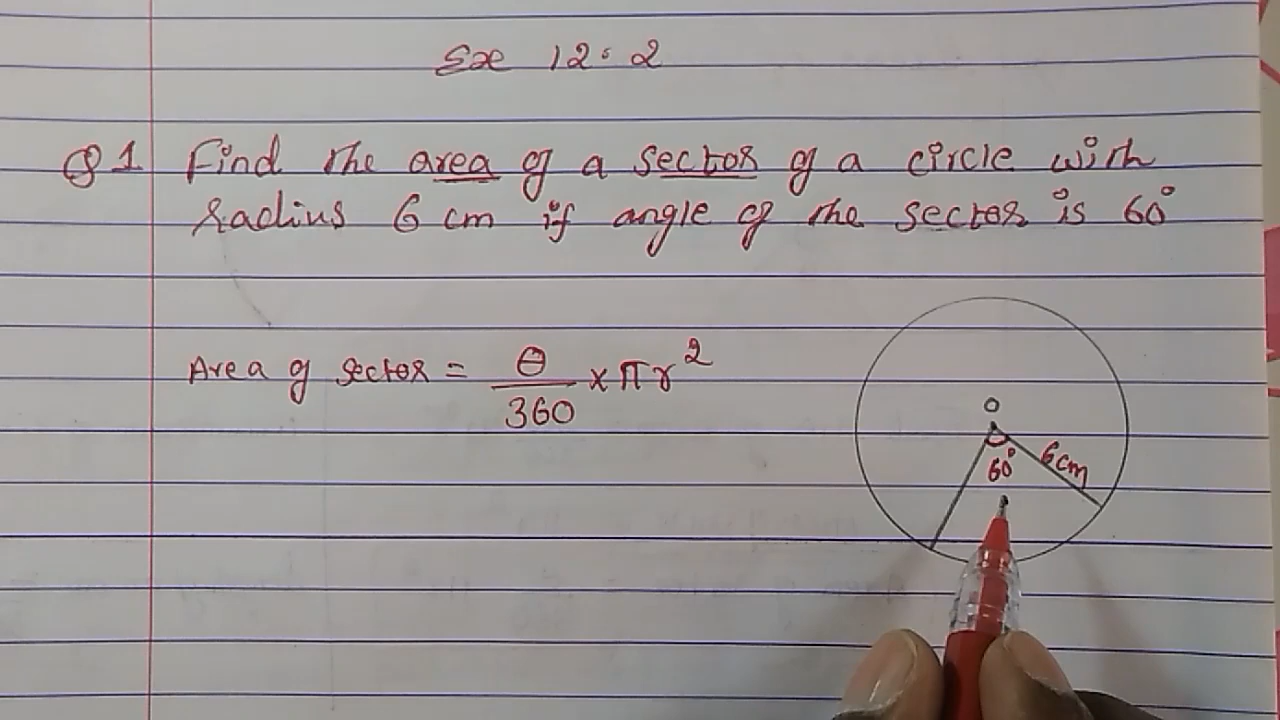 Ex 12.2
Q1 Find the area of a sector of a circle with
radius 6 cm if angle of the sector is 60°
Area of sector = θ/360 × πr²
O
60°
6cm